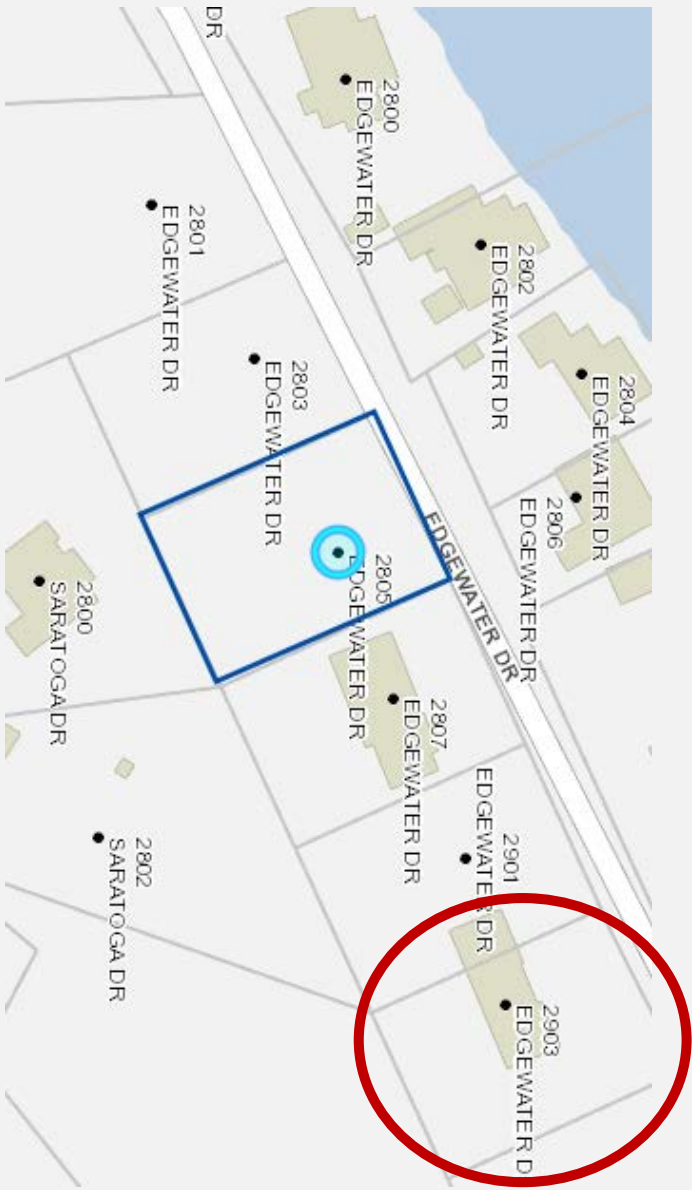 DR
2800
EDGEWATER DR
2802
EDGEWATER DR
2801
EDGEWATER DR
2804
EDGEWATER DR
2803
EDGEWATER DR
2806
EDGEWATER DR
EDGEWATER DR
2805
EDGEWATER DR
2800
SARATOGA DR
2807
EDGEWATER DR
2901
EDGEWATER DR
2802
SARATOGA DR
2903
EDGEWATER D